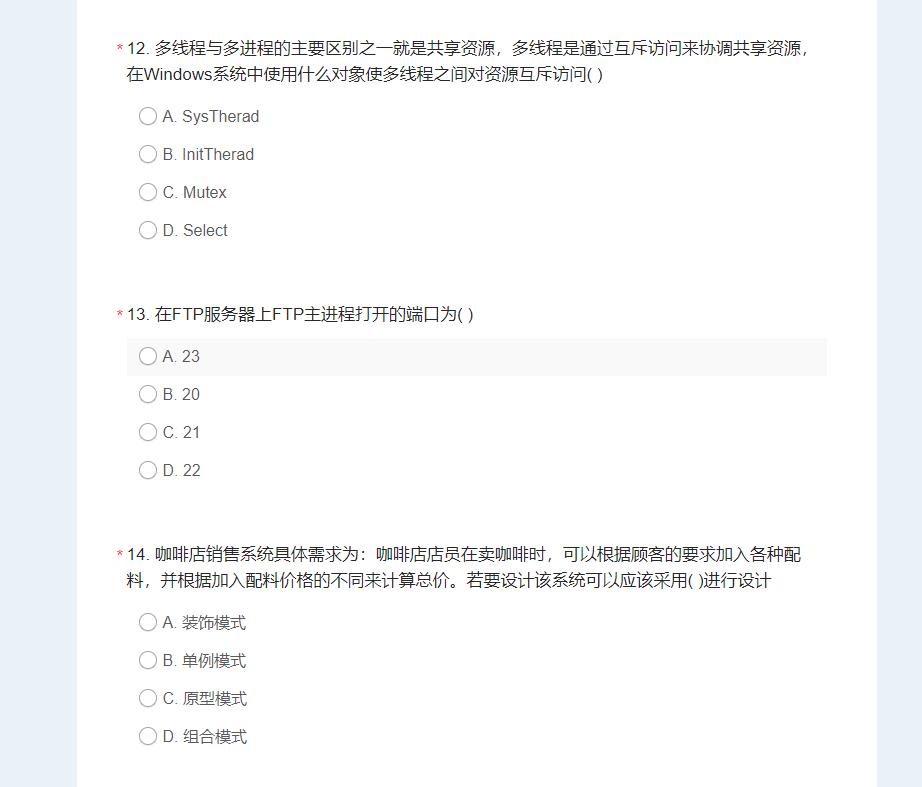 * 12. 多线程与多进程的主要区别之一就是共享资源，多线程是通过互斥访问来协调共享资源，
在Windows系统中使用什么对象使多线程之间对资源互斥访问( )
A. SysTherad
B. InitTherad
C. Mutex
D. Select
* 13. 在FTP服务器上FTP主进程打开的端口为( )
A. 23
B. 20
C. 21
D. 22
* 14. 咖啡店销售系统具体需求为：咖啡店店员在卖咖啡时，可以根据顾客的要求加入各种配
料，并根据加入配料价格的不同来计算总价。若要设计该系统可以应该采用( )进行设计
A. 装饰模式
B. 单例模式
C. 原型模式
D. 组合模式